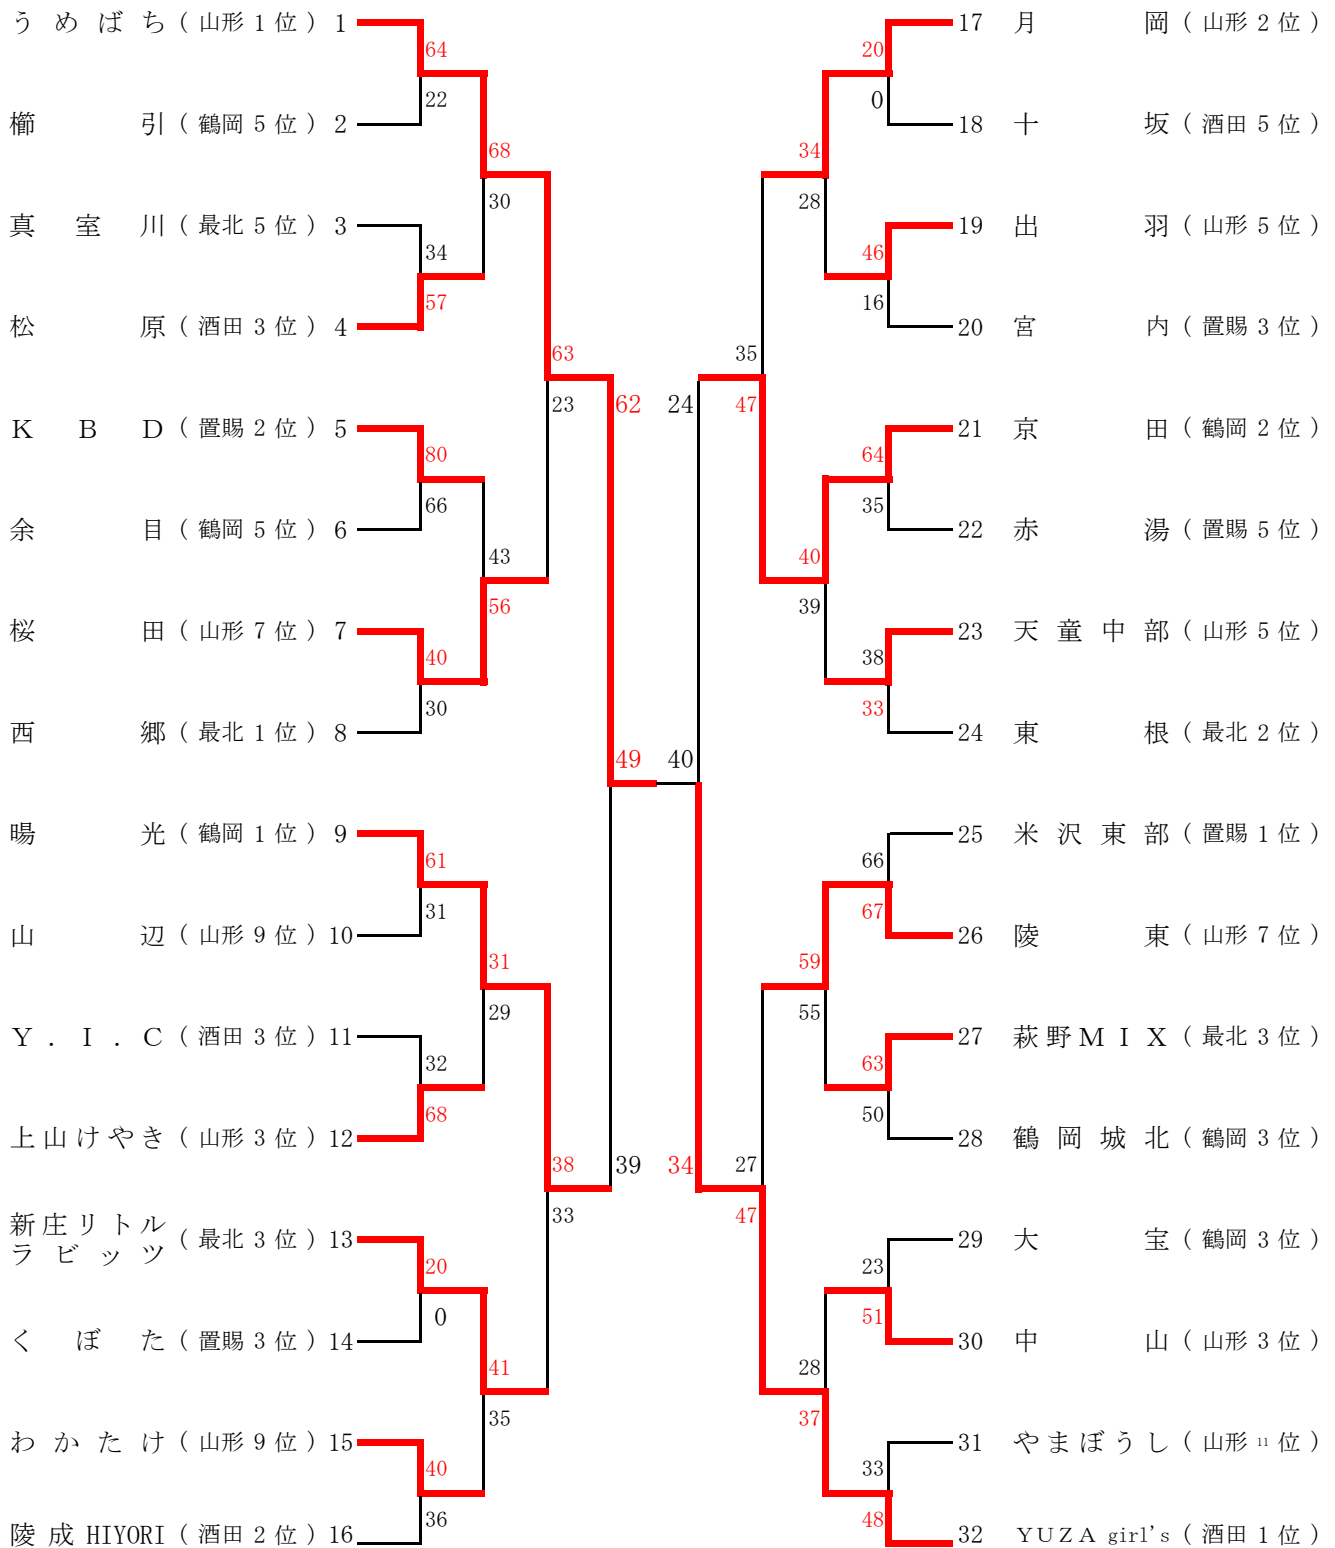 うめばち（山形1位）1
64
22
櫛引（鶴岡5位）2
68
30
真室川（最北5位）3
34
57
松原（酒田3位）4
63
23
KBD（置賜2位）5
80
66
余目（鶴岡5位）6
43
56
桜田（山形7位）7
40
30
西郷（最北1位）8
62
39
暘光（鶴岡1位）9
61
31
山辺（山形9位）10
31
29
Y.I.C（酒田3位）11
32
68
上山けやき（山形3位）12
38
33
新庄リトル
ラビッツ（最北3位）13
20
0
くぼた（置賜3位）14
41
35
わかたけ（山形9位）15
40
36
陵成HIYORI（酒田2位）16
49 40
17 月岡（山形2位）
20
0
18 十坂（酒田5位）
34
28
19 出羽（山形5位）
46
16
20 宮内（置賜3位）
35
47
21 京田（鶴岡2位）
64
35
22 赤湯（置賜5位）
40
39
23 天童中部（山形5位）
38
33
24 東根（最北2位）
24
34
25 米沢東部（置賜1位）
66
67
26 陵東（山形7位）
59
55
27 萩野MIX（最北3位）
63
50
28 鶴岡城北（鶴岡3位）
27
47
29 大宝（鶴岡3位）
23
51
30 中山（山形3位）
28
37
31 やまぼうし（山形11位）
33
48
32 YUZA girl's（酒田1位）